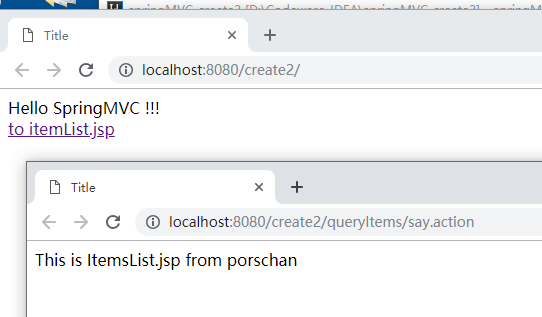 springMVC-create2 [D:\Codeware-IDEA\springMVC-create2]
Title
localhost:8080/create2/
Hello SpringMVC !!!
to itemList.jsp
Title
localhost:8080/create2/queryItems/say.action
This is ItemsList.jsp from porschan